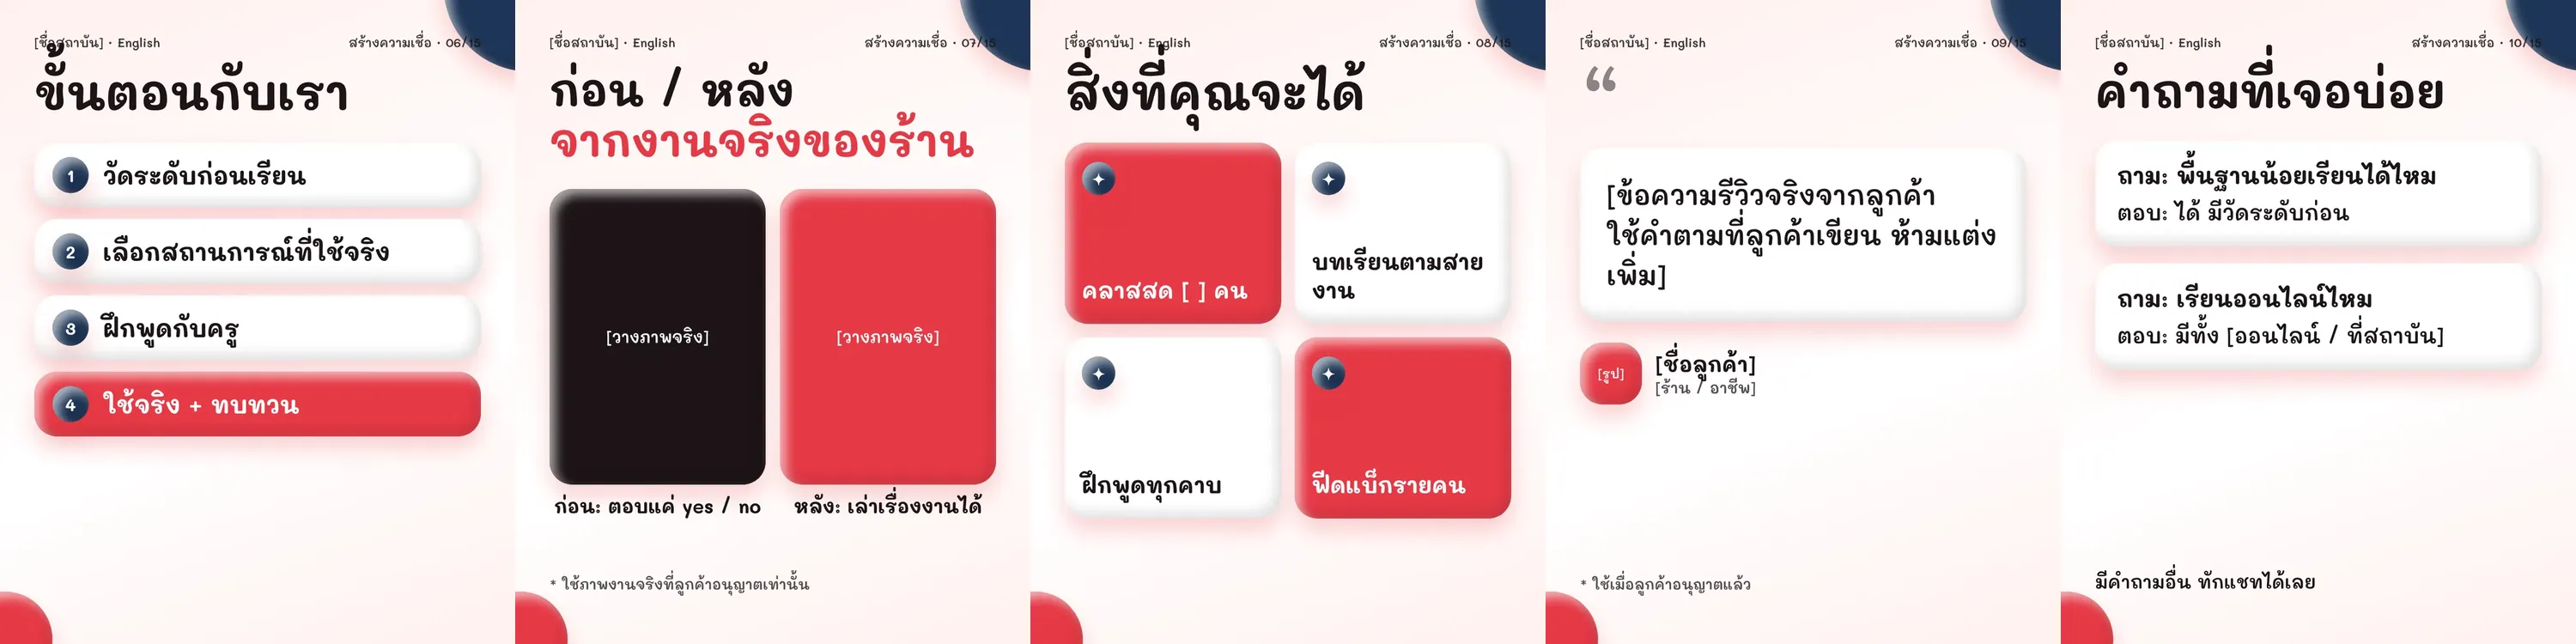 [ชื่อสถาบัน] · English
สร้างความเชื่อ · 06/15
ขั้นตอนกับเรา
1 วัดระดับก่อนเรียน
2 เลือกสถานการณ์ที่ใช้จริง
3 ฝึกพูดกับครู
4 ใช้จริง + ทบทวน
[ชื่อสถาบัน] · English
สร้างความเชื่อ · 07/15
ก่อน / หลัง
จากงานจริงของร้าน
[วางภาพจริง]
[วางภาพจริง]
ก่อน: ตอบแค่ yes / no
หลัง: เล่าเรื่องงานได้
* ใช้ภาพงานจริงที่ลูกค้าอนุญาตเท่านั้น
[ชื่อสถาบัน] · English
สร้างความเชื่อ · 08/15
สิ่งที่คุณจะได้
คลาสสด [ ] คน
บทเรียนตามสาย
งาน
ฝึกพูดทุกคาบ
ฟีดแบ็กรายคน
[ชื่อสถาบัน] · English
สร้างความเชื่อ · 09/15
“
[ข้อความรีวิวจริงจากลูกค้า
ใช้คำตามที่ลูกค้าเขียน ห้ามแต่ง
เพิ่ม]
[รูป]
[ชื่อลูกค้า]
[ร้าน / อาชีพ]
* ใช้เมื่อลูกค้าอนุญาตแล้ว
[ชื่อสถาบัน] · English
สร้างความเชื่อ · 10/15
คำถามที่เจอบ่อย
ถาม: พื้นฐานน้อยเรียนได้ไหม
ตอบ: ได้ มีวัดระดับก่อน
ถาม: เรียนออนไลน์ไหม
ตอบ: มีทั้ง [ออนไลน์ / ที่สถาบัน]
มีคำถามอื่น ทักแชทได้เลย